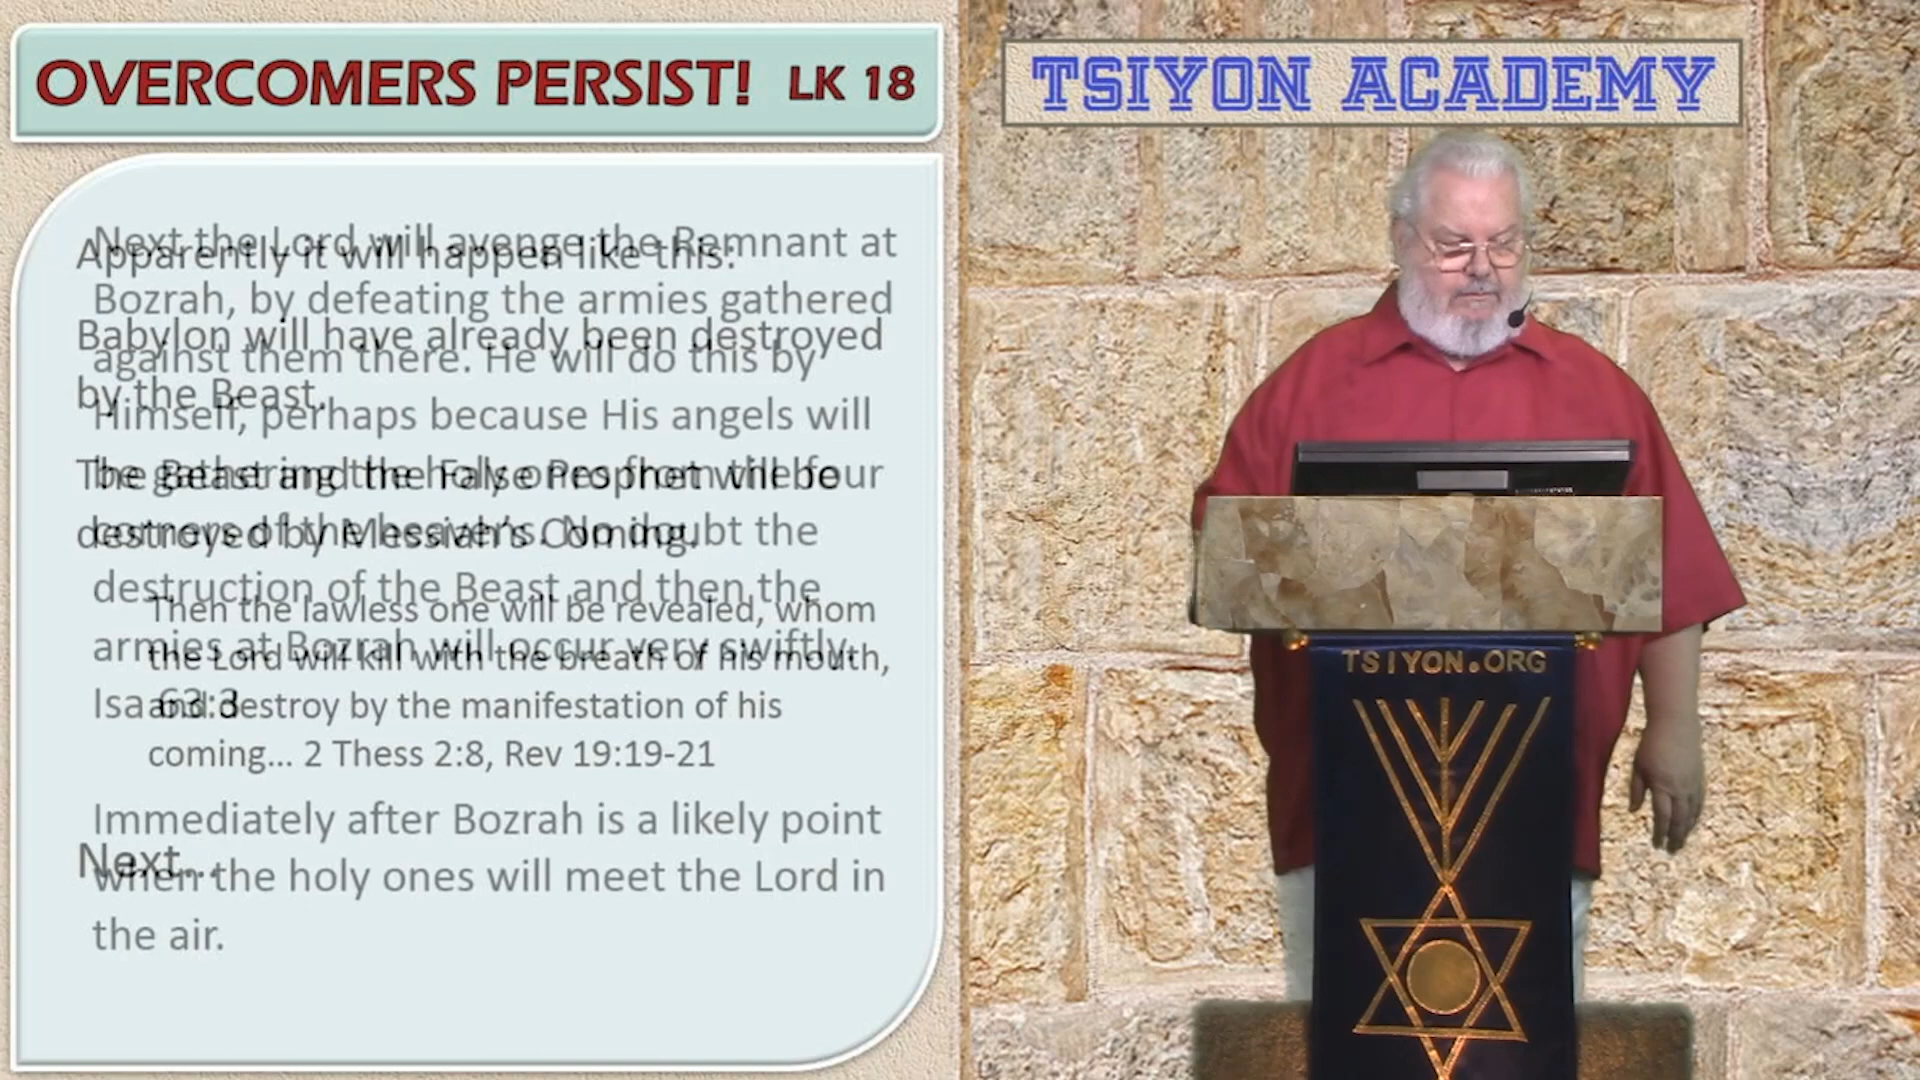 OVERCOMERS PERSIST! LK 18
TSIYON ACADEMY
Apparently it will happen like this:
Babylon will have already been destroyed
by the Beast.
The Beast and the False Prophet will be
destroyed by Messiah's Coming.
Then the lawless one will be revealed, whom
the Lord will kill with the breath of his mouth,
and destroy by the manifestation of his
coming... 2 Thess 2:8, Rev 19:19-21
Next...
Next the Lord will avenge the Remnant at
Bozrah, by defeating the armies gathered
against them there. He will do this by
Himself, perhaps because His angels will
be gathering the holy ones from the four
corners of the heavens. No doubt the
destruction of the Beast and then the
armies at Bozrah will occur very swiftly.
Isa 63:3
Immediately after Bozrah is a likely point
when the holy ones will meet the Lord in
the air.
TSIYON.ORG